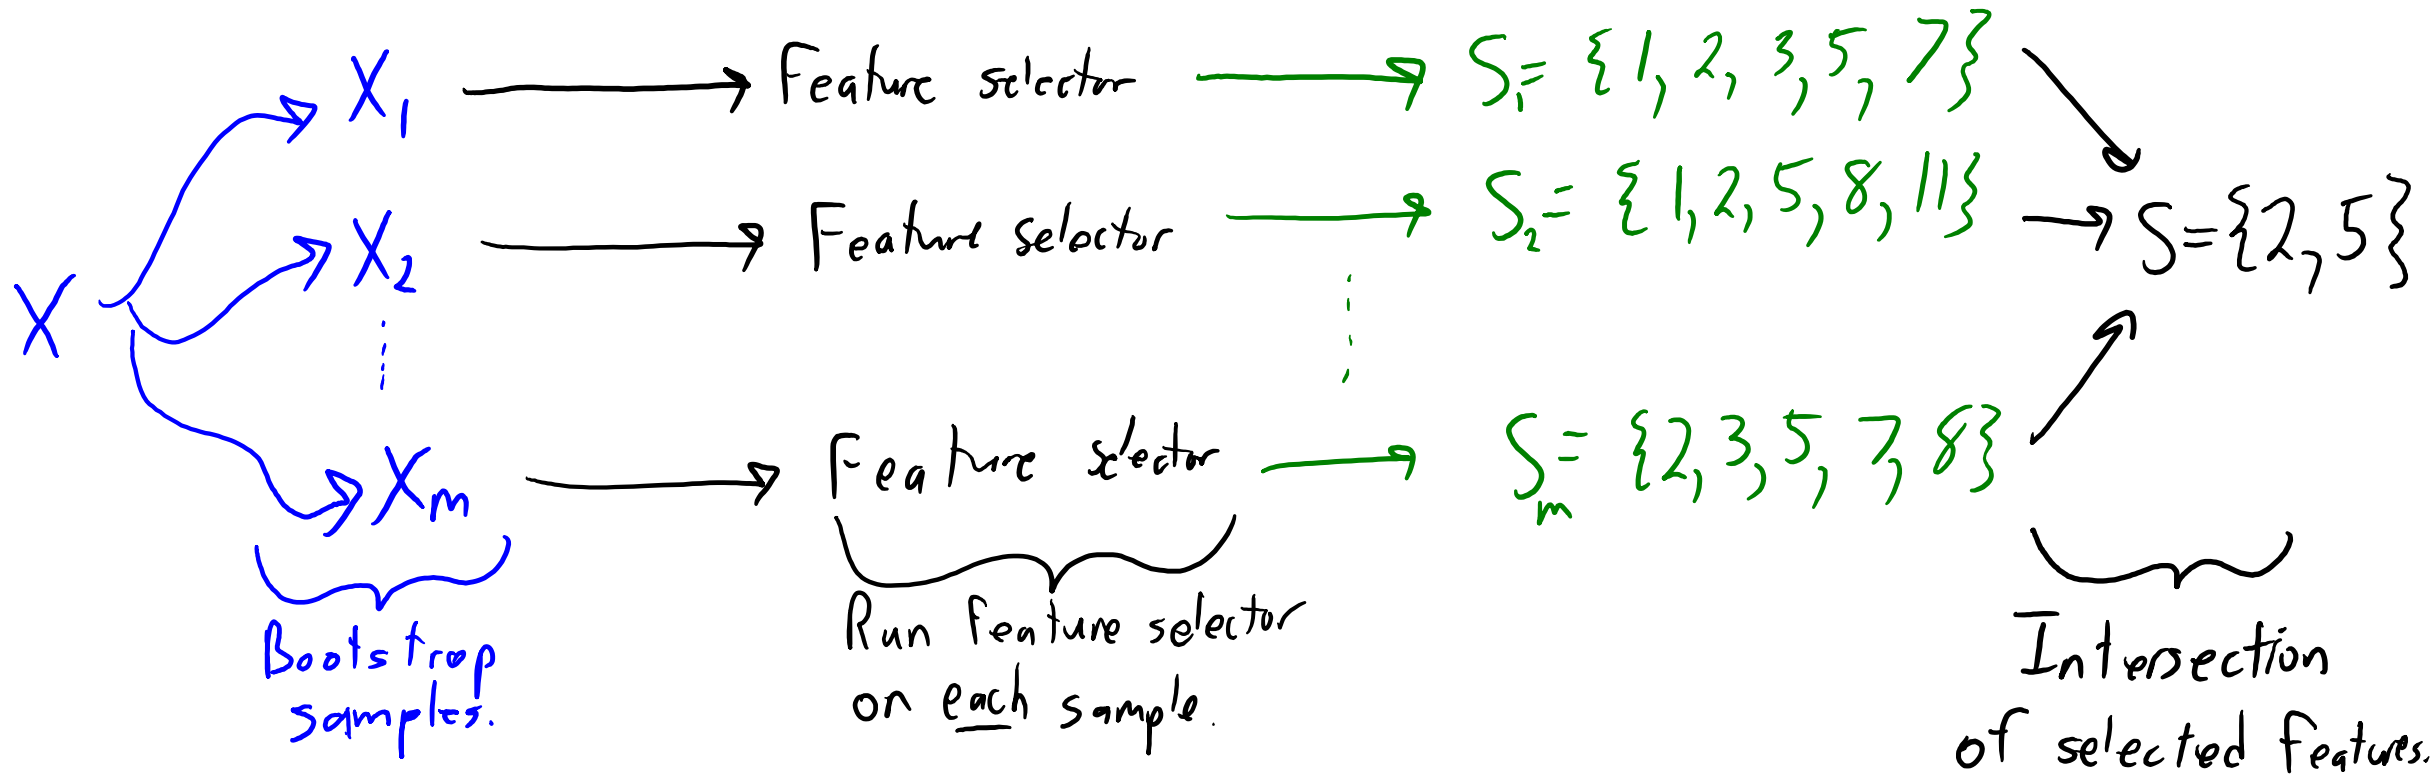 X
X₁ Feature selector S₁ = {1, 2, 3, 5, 7}
X₂ Feature selector S₂ = {1, 2, 5, 8, 11}
S={2, 5}
Xₘ Feature selector Sₘ = {2, 3, 5, 7, 8}
Bootstrap
samples.
Run feature selector
on each sample.
Intersection
of selected features.